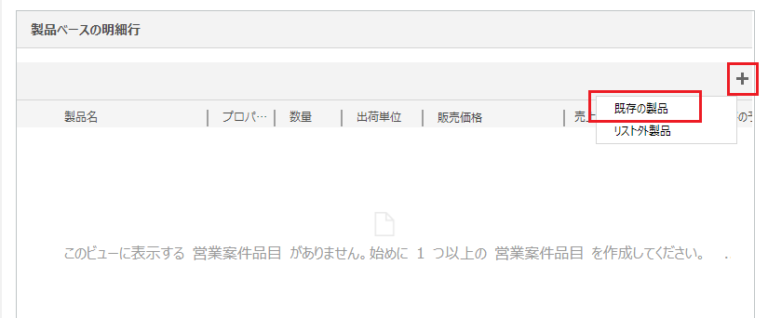 製品ベースの明細行
+
既存の製品
製品名 プロパ… 数量 出荷単位 販売価格 売上
リスト外製品
このビューに表示する 営業案件品目 がありません。始めに 1 つ以上の 営業案件品目 を作成してください。 ..